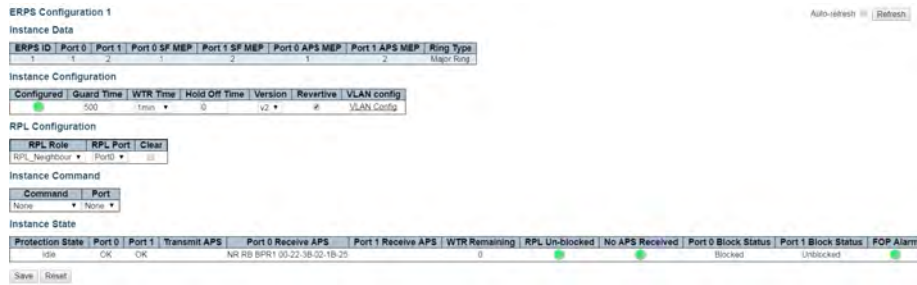 ERPS Configuration 1
Auto-refresh Refresh
Instance Data
ERPS ID Port 0 Port 1 Port 0 SF MEP Port 1 SF MEP Port 0 APS MEP Port 1 APS MEP Ring Type
1 1 2 1 2 1 2 Major Ring
Instance Configuration
Configured Guard Time WTR Time Hold Off Time Version Revertive VLAN config
500 1min 0 v2 VLAN Config
RPL Configuration
RPL Role RPL Port Clear
RPL_Neighbour Port0
Instance Command
Command Port
None None
Instance State
Protection State Port 0 Port 1 Transmit APS Port 0 Receive APS Port 1 Receive APS WTR Remaining RPL Un-blocked No APS Received Port 0 Block Status Port 1 Block Status FOP Alarm
Idle OK OK NR RB BPR1 00-22-3B-02-1B-25 0 Blocked Unblocked
Save Reset